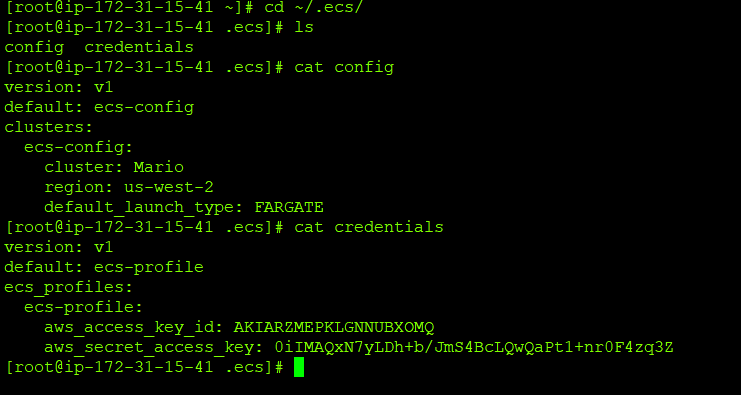 [root@ip-172-31-15-41 ~]# cd ~/.ecs/
[root@ip-172-31-15-41 .ecs]# ls
config  credentials
[root@ip-172-31-15-41 .ecs]# cat config
version: v1
default: ecs-config
clusters:
  ecs-config:
    cluster: Mario
    region: us-west-2
    default_launch_type: FARGATE
[root@ip-172-31-15-41 .ecs]# cat credentials
version: v1
default: ecs-profile
ecs_profiles:
  ecs-profile:
    aws_access_key_id: AKIARZMEPKLGNNUBXOMQ
    aws_secret_access_key: 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
[root@ip-172-31-15-41 .ecs]#